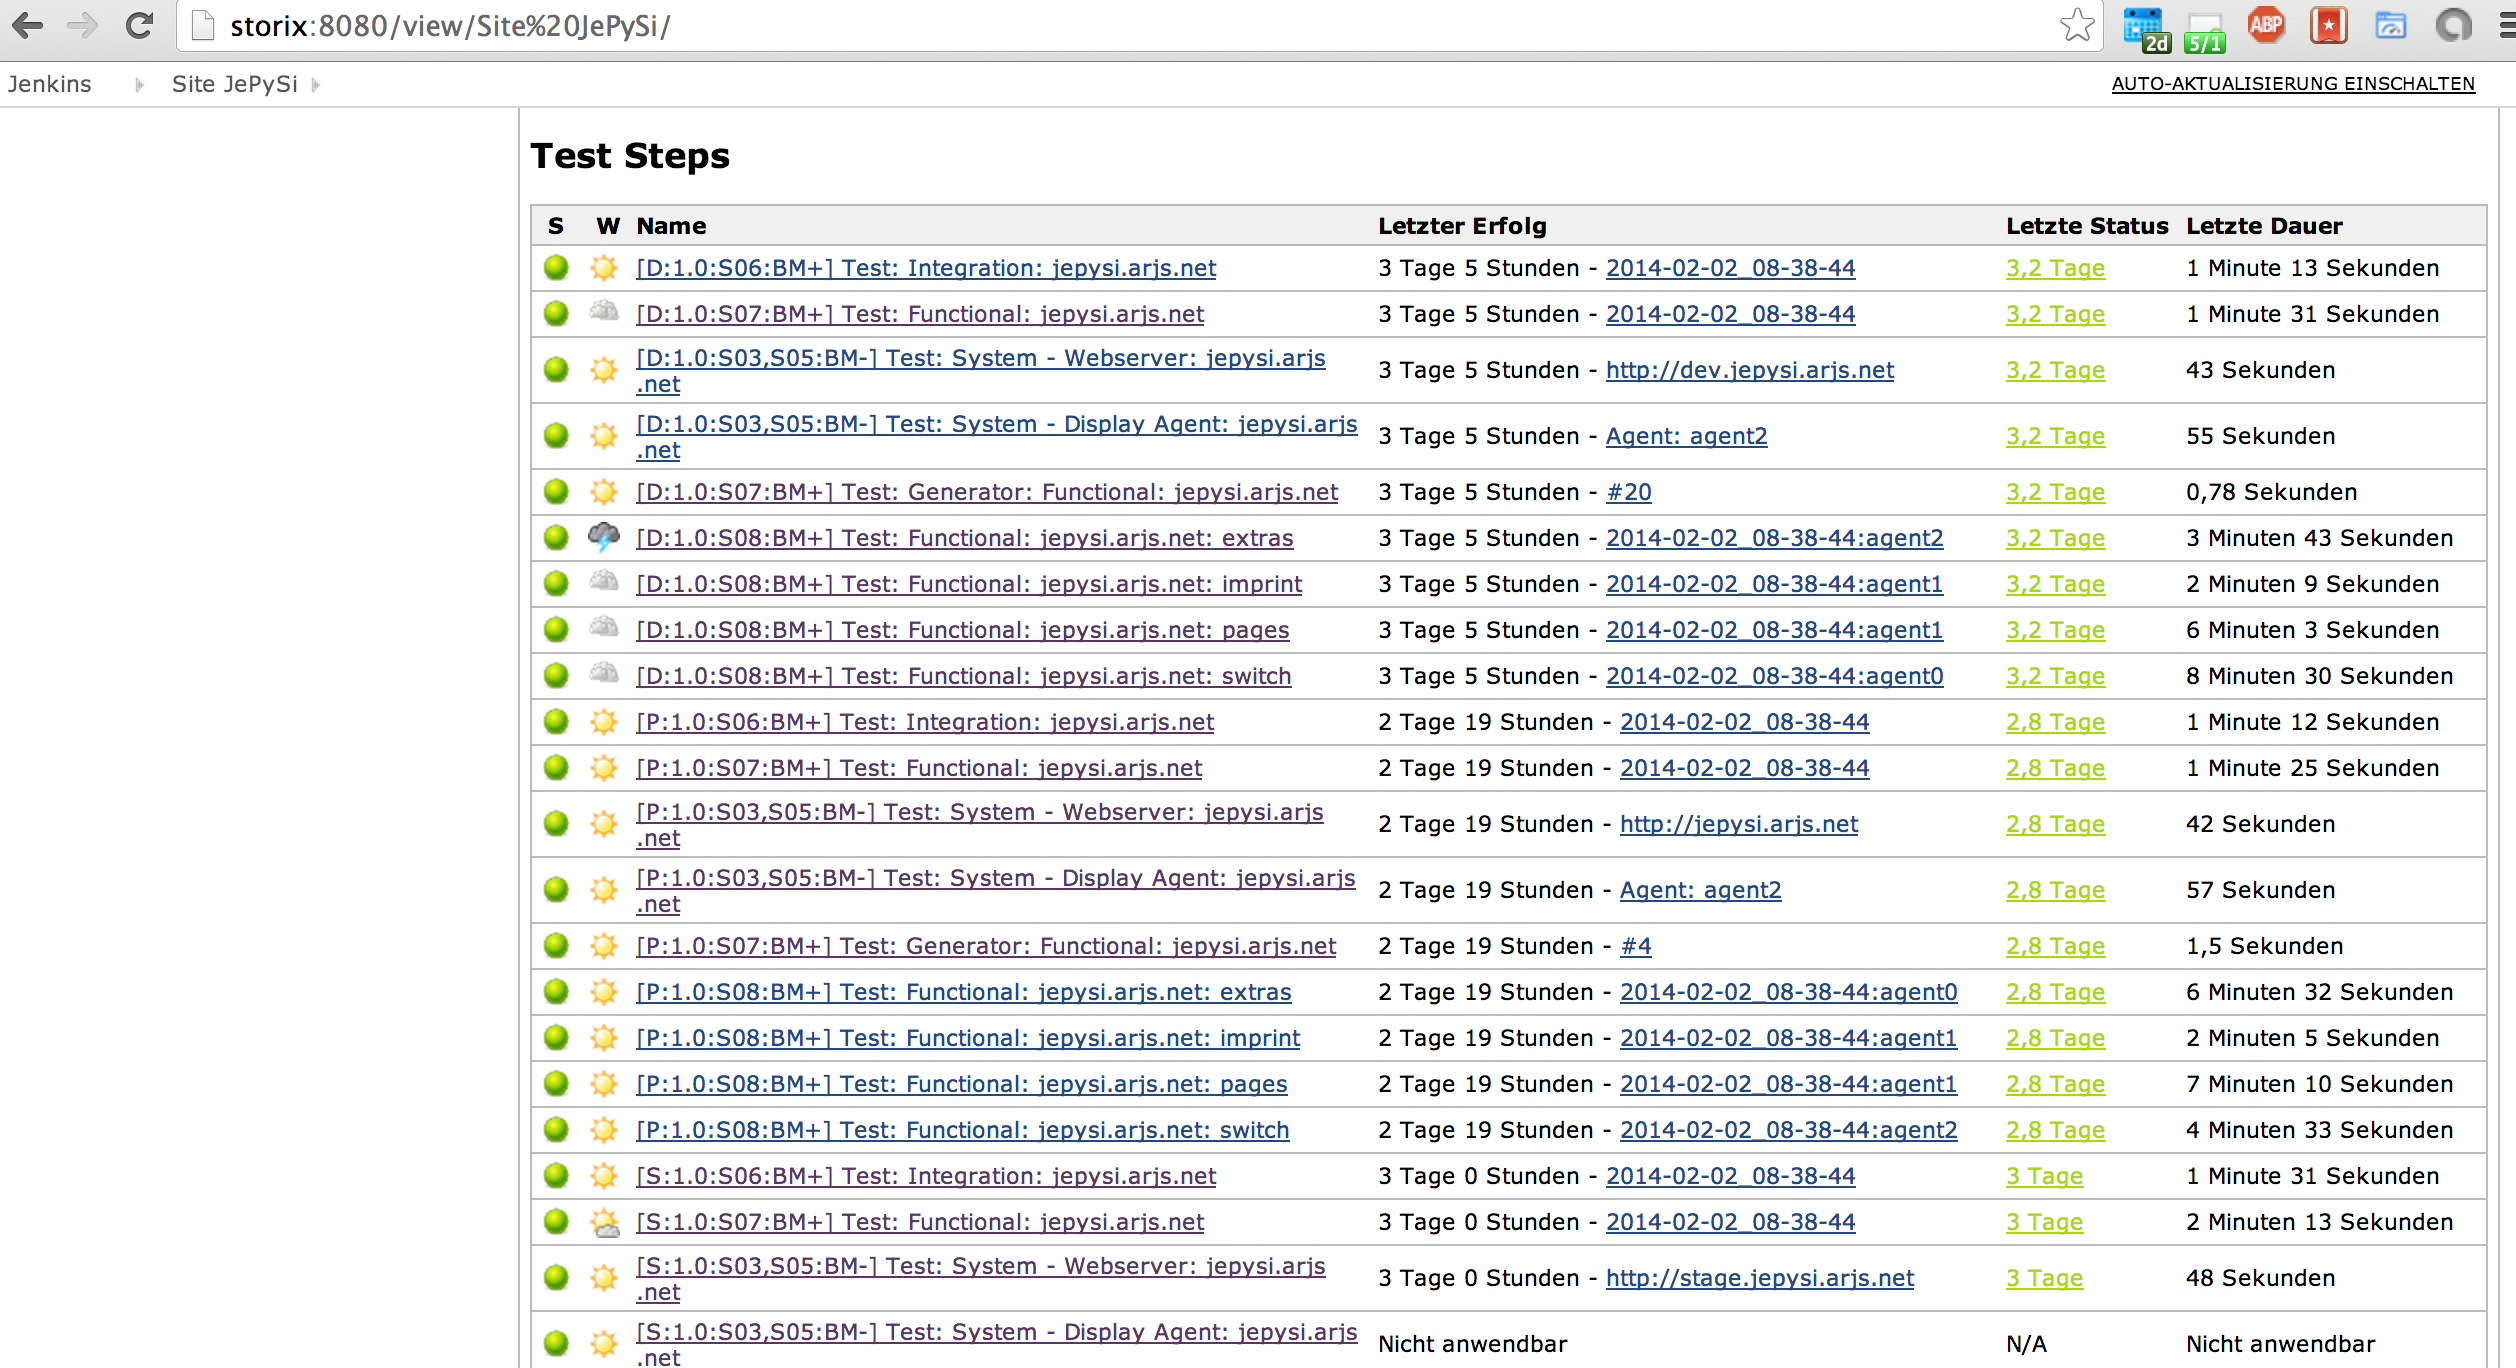 storix:8080/view/Site%20JePySi/
2d
5/1
ABP
Jenkins Site JePySi AUTO-AKTUALISIERUNG EINSCHALTEN
Test Steps
S W Name Letzter Erfolg Letzte Status Letzte Dauer
[D:1.0:S06:BM+] Test: Integration: jepysi.arjs.net 3 Tage 5 Stunden - 2014-02-02_08-38-44 3,2 Tage 1 Minute 13 Sekunden
[D:1.0:S07:BM+] Test: Functional: jepysi.arjs.net 3 Tage 5 Stunden - 2014-02-02_08-38-44 3,2 Tage 1 Minute 31 Sekunden
[D:1.0:S03,S05:BM-] Test: System - Webserver: jepysi.arjs
.net
3 Tage 5 Stunden - http://dev.jepysi.arjs.net 3,2 Tage 43 Sekunden
[D:1.0:S03,S05:BM-] Test: System - Display Agent: jepysi.arjs
.net
3 Tage 5 Stunden - Agent: agent2 3,2 Tage 55 Sekunden
[D:1.0:S07:BM+] Test: Generator: Functional: jepysi.arjs.net 3 Tage 5 Stunden - #20 3,2 Tage 0,78 Sekunden
[D:1.0:S08:BM+] Test: Functional: jepysi.arjs.net: extras 3 Tage 5 Stunden - 2014-02-02_08-38-44:agent2 3,2 Tage 3 Minuten 43 Sekunden
[D:1.0:S08:BM+] Test: Functional: jepysi.arjs.net: imprint 3 Tage 5 Stunden - 2014-02-02_08-38-44:agent1 3,2 Tage 2 Minuten 9 Sekunden
[D:1.0:S08:BM+] Test: Functional: jepysi.arjs.net: pages 3 Tage 5 Stunden - 2014-02-02_08-38-44:agent1 3,2 Tage 6 Minuten 3 Sekunden
[D:1.0:S08:BM+] Test: Functional: jepysi.arjs.net: switch 3 Tage 5 Stunden - 2014-02-02_08-38-44:agent0 3,2 Tage 8 Minuten 30 Sekunden
[P:1.0:S06:BM+] Test: Integration: jepysi.arjs.net 2 Tage 19 Stunden - 2014-02-02_08-38-44 2,8 Tage 1 Minute 12 Sekunden
[P:1.0:S07:BM+] Test: Functional: jepysi.arjs.net 2 Tage 19 Stunden - 2014-02-02_08-38-44 2,8 Tage 1 Minute 25 Sekunden
[P:1.0:S03,S05:BM-] Test: System - Webserver: jepysi.arjs
.net
2 Tage 19 Stunden - http://jepysi.arjs.net 2,8 Tage 42 Sekunden
[P:1.0:S03,S05:BM-] Test: System - Display Agent: jepysi.arjs
.net
2 Tage 19 Stunden - Agent: agent2 2,8 Tage 57 Sekunden
[P:1.0:S07:BM+] Test: Generator: Functional: jepysi.arjs.net 2 Tage 19 Stunden - #4 2,8 Tage 1,5 Sekunden
[P:1.0:S08:BM+] Test: Functional: jepysi.arjs.net: extras 2 Tage 19 Stunden - 2014-02-02_08-38-44:agent0 2,8 Tage 6 Minuten 32 Sekunden
[P:1.0:S08:BM+] Test: Functional: jepysi.arjs.net: imprint 2 Tage 19 Stunden - 2014-02-02_08-38-44:agent1 2,8 Tage 2 Minuten 5 Sekunden
[P:1.0:S08:BM+] Test: Functional: jepysi.arjs.net: pages 2 Tage 19 Stunden - 2014-02-02_08-38-44:agent1 2,8 Tage 7 Minuten 10 Sekunden
[P:1.0:S08:BM+] Test: Functional: jepysi.arjs.net: switch 2 Tage 19 Stunden - 2014-02-02_08-38-44:agent2 2,8 Tage 4 Minuten 33 Sekunden
[S:1.0:S06:BM+] Test: Integration: jepysi.arjs.net 3 Tage 0 Stunden - 2014-02-02_08-38-44 3 Tage 1 Minute 31 Sekunden
[S:1.0:S07:BM+] Test: Functional: jepysi.arjs.net 3 Tage 0 Stunden - 2014-02-02_08-38-44 3 Tage 2 Minuten 13 Sekunden
[S:1.0:S03,S05:BM-] Test: System - Webserver: jepysi.arjs
.net
3 Tage 0 Stunden - http://stage.jepysi.arjs.net 3 Tage 48 Sekunden
[S:1.0:S03,S05:BM-] Test: System - Display Agent: jepysi.arjs
.net
Nicht anwendbar N/A Nicht anwendbar